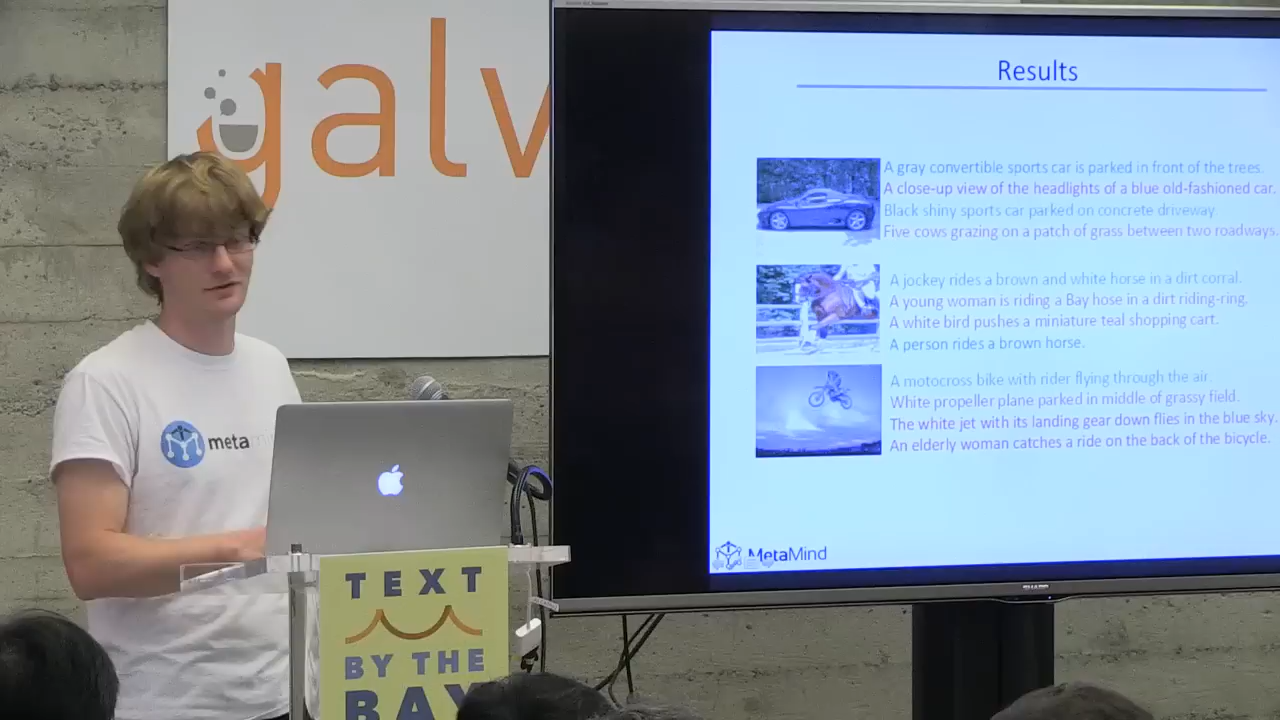 galv
metami
TEXT
BY THE
BAY
Results
A gray convertible sports car is parked in front of the trees.
A close-up view of the headlights of a blue old-fashioned car.
Black shiny sports car parked on concrete driveway
Five cows grazing on a patch of grass between two roadways.
A jockey rides a brown and white horse in a dirt corral.
A young woman is riding a Bay hose in a dirt riding-ring.
A white bird pushes a miniature teal shopping cart.
A person rides a brown horse.
A motocross bike with rider flying through the air.
White propeller plane parked in middle of grassy field.
The white jet with its landing gear down flies in the blue sky.
An elderly woman catches a ride on the back of the bicycle.
MetaMind
SHARP